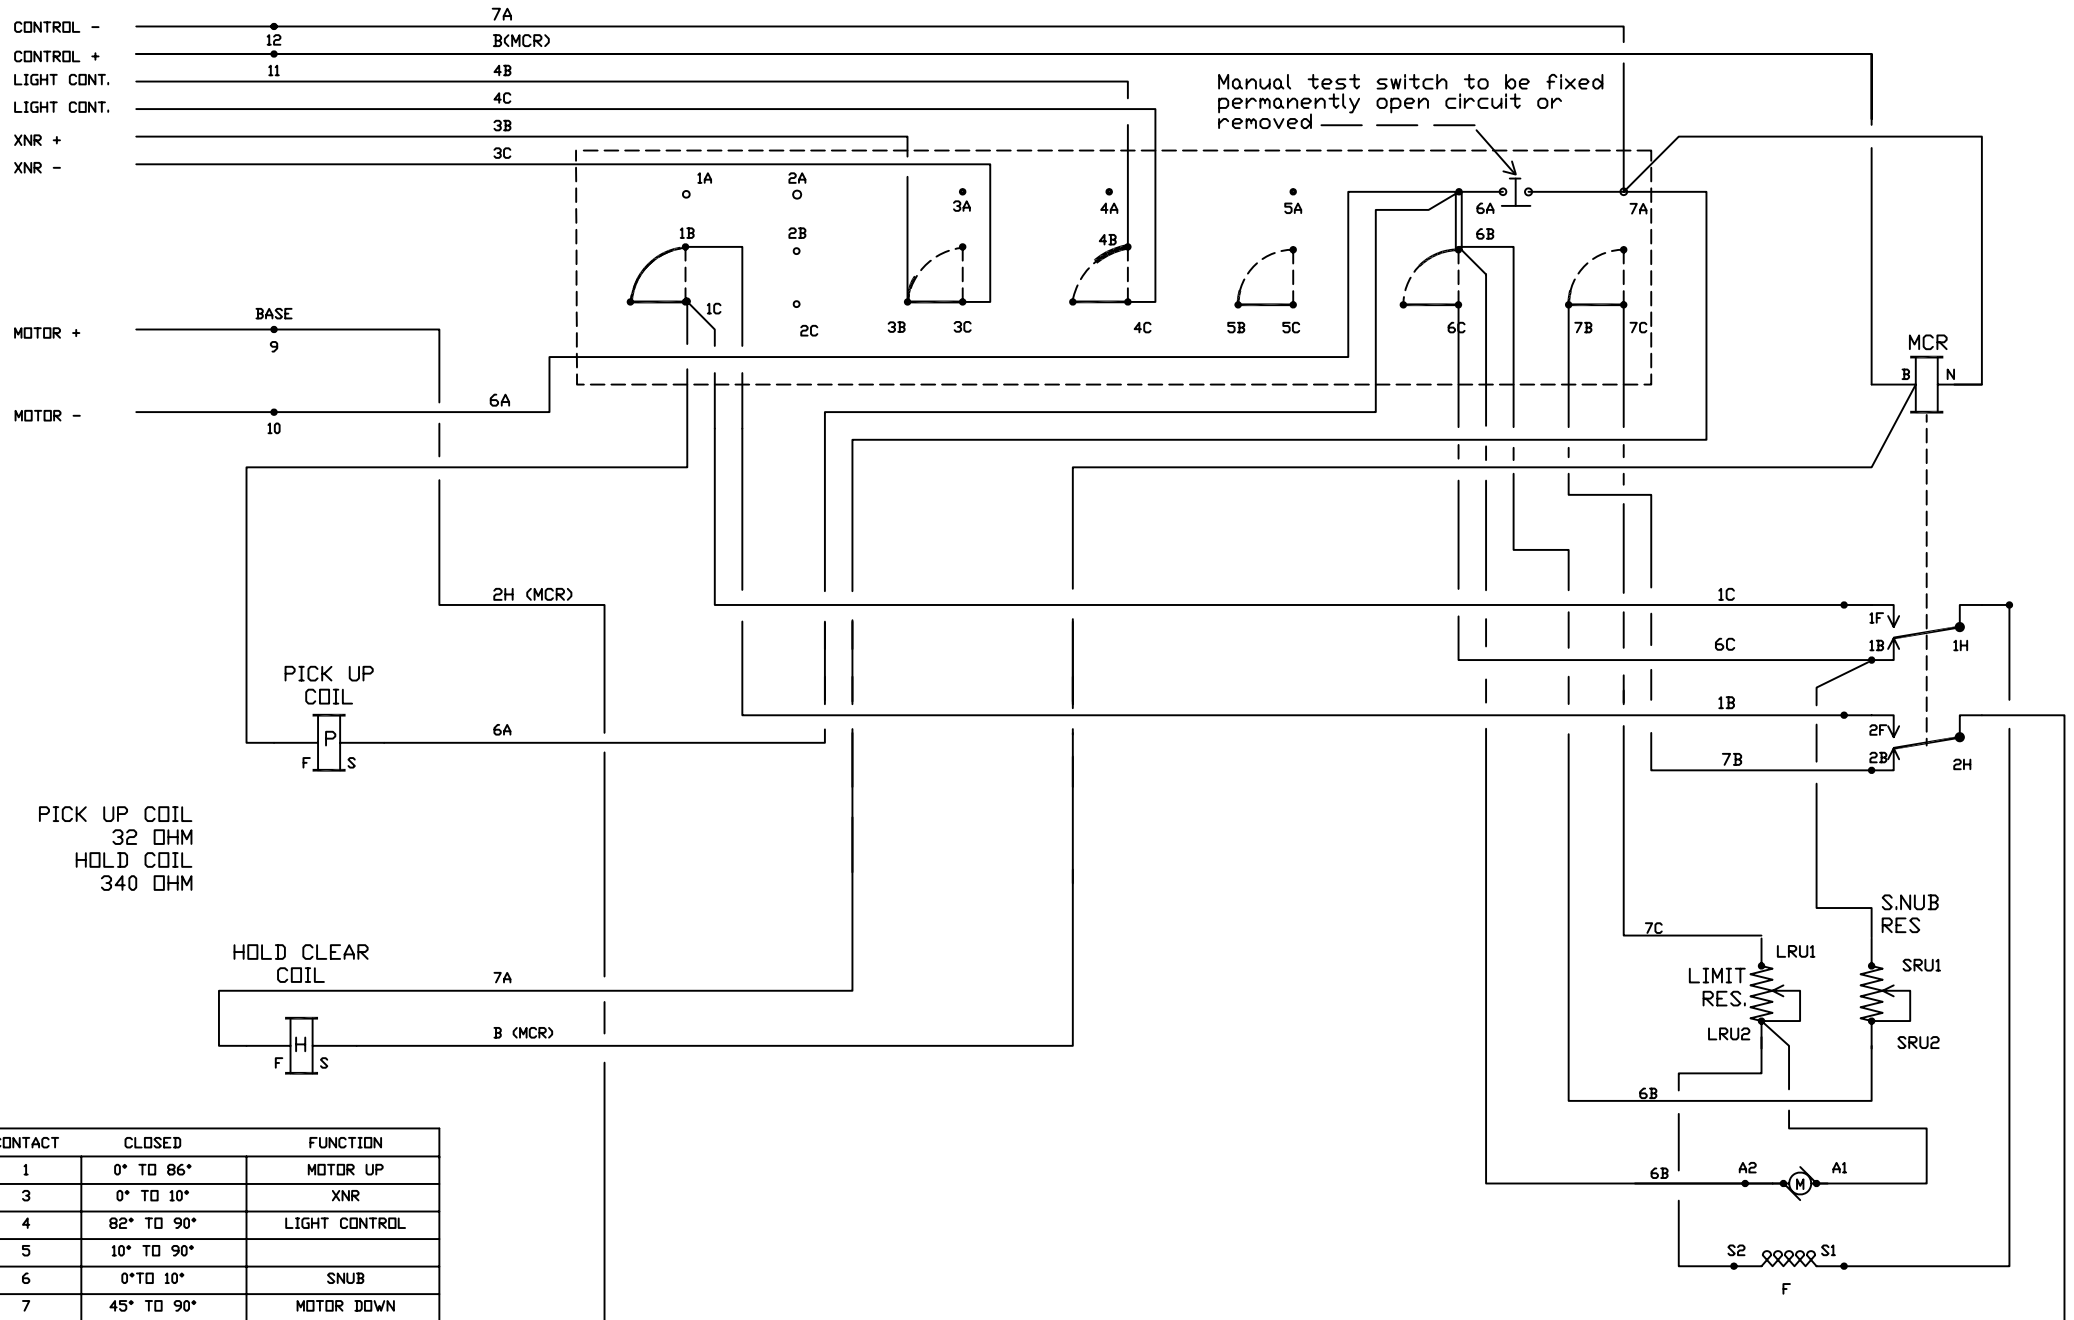 CONTROL -
7A
12
CONTROL +
B(MCR)
11
LIGHT CONT.
4B
LIGHT CONT.
4C
XNR +
3B
XNR -
3C
Manual test switch to be fixed
permanently open circuit or
removed
1A
2A
3A
4A
5A
6A
7A
1B
2B
4B
6B
1C
2C
3B
3C
4C
5B
5C
6C
7B
7C
MOTOR +
BASE
9
MOTOR -
6A
10
MCR
B
N
2H (MCR)
1C
1F
6C
1B
1H
PICK UP
COIL
P
F
S
6A
1B
2F
7B
2B
2H
PICK UP COIL
32 OHM
HOLD COIL
340 OHM
HOLD CLEAR
COIL
7A
H
F
S
B (MCR)
7C
S.NUB
RES
LRU1
SRU1
LIMIT
RES.
LRU2
SRU2
6B
6B
A2
M
A1
S2
S1
F
CONTACT CLOSED FUNCTION
1 0° TO 86° MOTOR UP
3 0° TO 10° XNR
4 82° TO 90° LIGHT CONTROL
5 10° TO 90°
6 0°TO 10° SNUB
7 45° TO 90° MOTOR DOWN